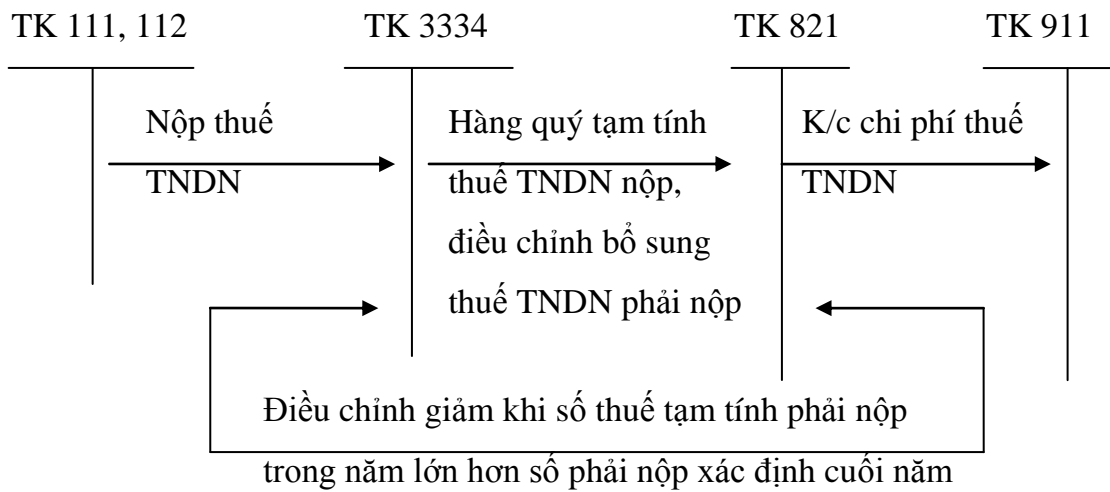 TK 111, 112 TK 3334 TK 821 TK 911
Nộp thuế
TNDN
Hàng quý tạm tính
thuế TNDN nộp,
điều chỉnh bổ sung
thuế TNDN phải nộp
K/c chi phí thuế
TNDN
Điều chỉnh giảm khi số thuế tạm tính phải nộp
trong năm lớn hơn số phải nộp xác định cuối năm